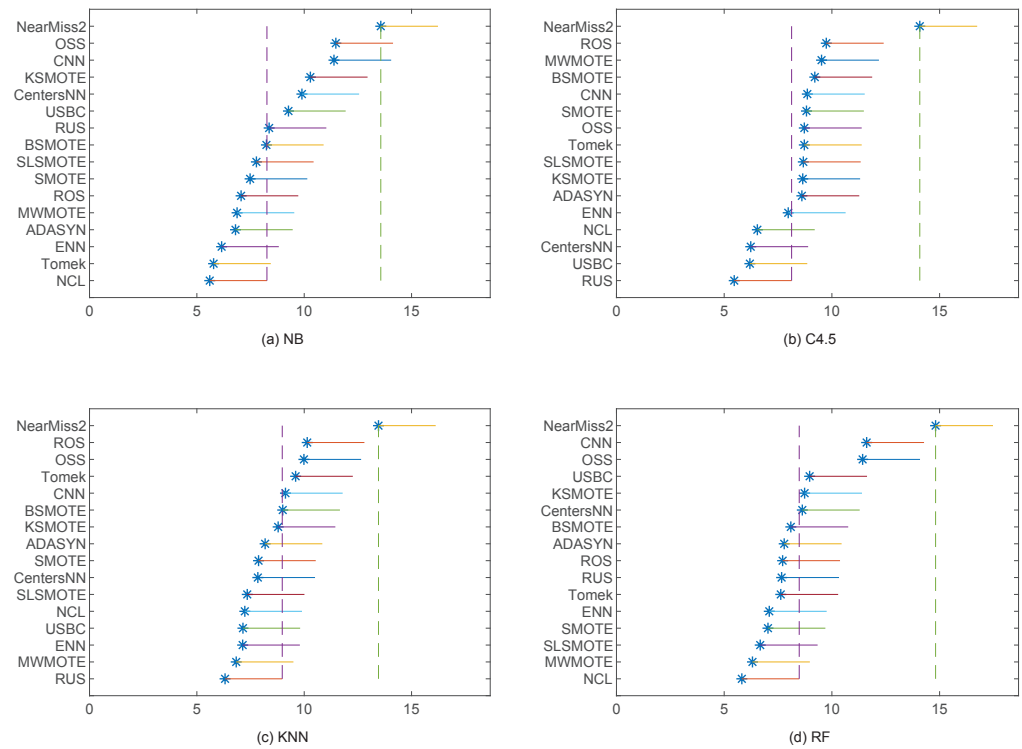 NearMiss2
OSS
CNN
KSMOTE
CentersNN
USBC
RUS
BSMOTE
SLSMOTE
SMOTE
ROS
MWMOTE
ADASYN
ENN
Tomek
NCL
0 5 10 15
(a) NB
NearMiss2
ROS
MWMOTE
BSMOTE
CNN
SMOTE
OSS
Tomek
SLSMOTE
KSMOTE
ADASYN
ENN
NCL
CentersNN
USBC
RUS
0 5 10 15
(b) C4.5
NearMiss2
ROS
OSS
Tomek
CNN
BSMOTE
KSMOTE
ADASYN
SMOTE
CentersNN
SLSMOTE
NCL
USBC
ENN
MWMOTE
RUS
0 5 10 15
(c) KNN
NearMiss2
CNN
OSS
USBC
KSMOTE
CentersNN
BSMOTE
ADASYN
ROS
RUS
Tomek
ENN
SMOTE
SLSMOTE
MWMOTE
NCL
0 5 10 15
(d) RF